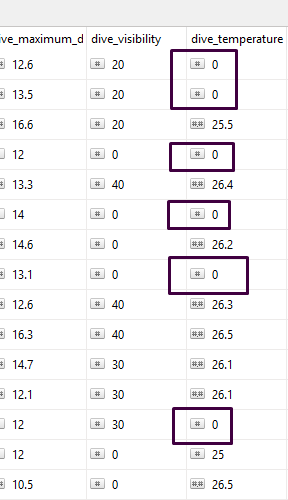 ve_maximum_d dive_visibility dive_temperature
# 12.6 # 20 # 0
# 13.5 # 20 # 0
# 16.6 # 20 #.# 25.5
# 12 # 0 # 0
# 13.3 # 40 #.# 26.4
# 14 # 0 # 0
# 14.6 # 0 #.# 26.2
# 13.1 # 0 # 0
# 12.6 # 40 #.# 26.3
# 16.3 # 40 #.# 26.5
# 14.7 # 30 #.# 26.1
# 12.1 # 30 #.# 26.1
# 12 # 30 # 0
# 12 # 0 # 25
# 10.5 # 0 #.# 26.5